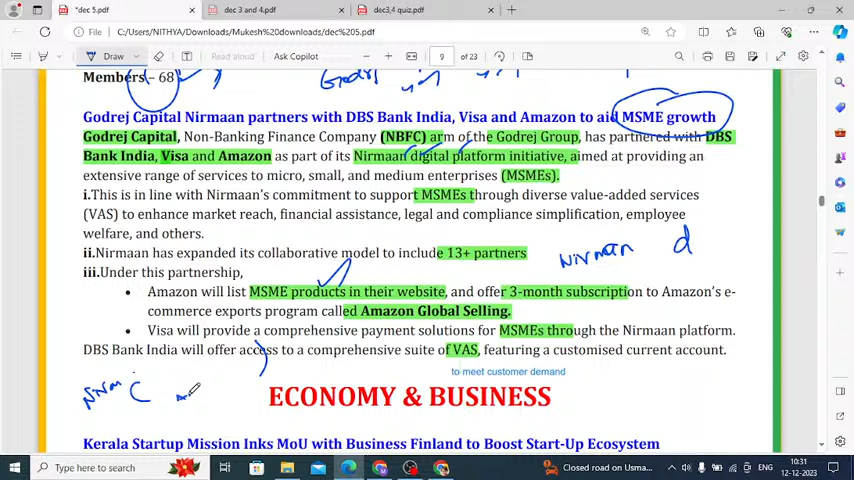 *dec 5.pdf
dec 3 and 4.pdf
dec3,4 quiz.pdf
File
C:/Users/NITHYA/Downloads/Mukesh%20downloads/dec%205.pdf
Draw
Read aloud
Ask Copilot
9
of 23
Members – 68
Godrej
Godrej Capital Nirmaan partners with DBS Bank India, Visa and Amazon to aid MSME growth
Godrej Capital, Non-Banking Finance Company (NBFC) arm of the Godrej Group, has partnered with DBS
Bank India, Visa and Amazon as part of its Nirmaan digital platform initiative, aimed at providing an
extensive range of services to micro, small, and medium enterprises (MSMEs).
i.This is in line with Nirmaan's commitment to support MSMEs through diverse value-added services
(VAS) to enhance market reach, financial assistance, legal and compliance simplification, employee
welfare, and others.
ii.Nirmaan has expanded its collaborative model to include 13+ partners
Nirman d
iii.Under this partnership,
• Amazon will list MSME products in their website, and offer 3-month subscription to Amazon's e-
commerce exports program called Amazon Global Selling.
• Visa will provide a comprehensive payment solutions for MSMEs through the Nirmaan platform.
DBS Bank India will offer access to a comprehensive suite of VAS, featuring a customised current account.
to meet customer demand
Nirm
ECONOMY & BUSINESS
Kerala Startup Mission Inks MoU with Business Finland to Boost Start-Up Ecosystem
Type here to search
Closed road on Usma...
ENG
10:31
12-12-2023